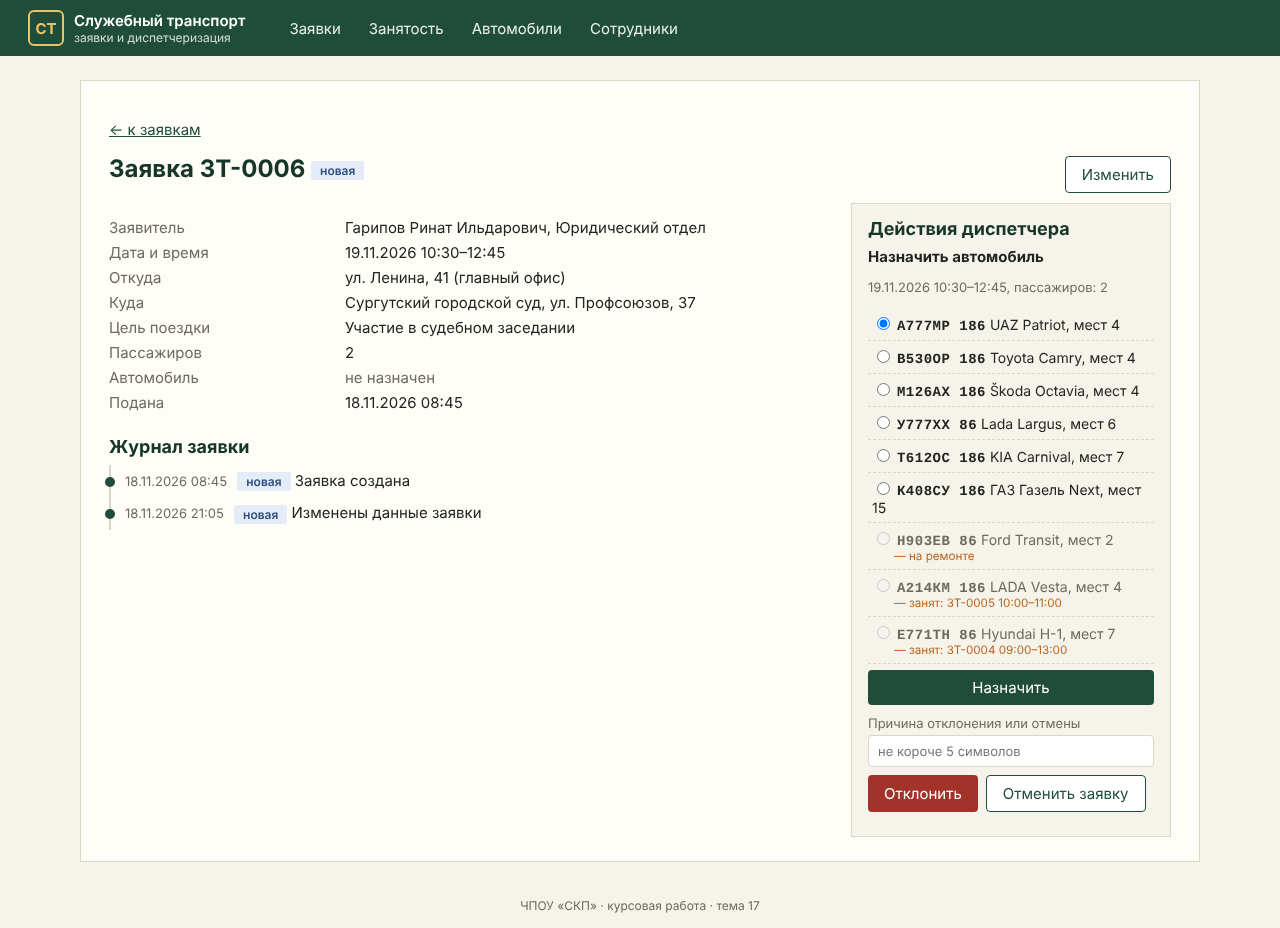 СТ
Служебный транспорт
заявки и диспетчеризация
Заявки
Занятость
Автомобили
Сотрудники
← к заявкам
Заявка ЗТ-0006 новая
Изменить
Заявитель Гарипов Ринат Ильдарович, Юридический отдел
Дата и время 19.11.2026 10:30–12:45
Откуда ул. Ленина, 41 (главный офис)
Куда Сургутский городской суд, ул. Профсоюзов, 37
Цель поездки Участие в судебном заседании
Пассажиров 2
Автомобиль не назначен
Подана 18.11.2026 08:45
Журнал заявки
18.11.2026 08:45 новая Заявка создана
18.11.2026 21:05 новая Изменены данные заявки
Действия диспетчера
Назначить автомобиль
19.11.2026 10:30–12:45, пассажиров: 2
А777МР 186 UAZ Patriot, мест 4
В530ОР 186 Toyota Camry, мест 4
М126АХ 186 Škoda Octavia, мест 4
У777ХХ 86 Lada Largus, мест 6
Т612ОС 186 KIA Carnival, мест 7
К408СУ 186 ГАЗ Газель Next, мест
15
Н903ЕВ 86 Ford Transit, мест 2
— на ремонте
А214КМ 186 LADA Vesta, мест 4
— занят: ЗТ-0005 10:00–11:00
Е771ТН 86 Hyundai H-1, мест 7
— занят: ЗТ-0004 09:00–13:00
Назначить
Причина отклонения или отмены
не короче 5 символов
Отклонить
Отменить заявку
ЧПОУ «СКП» · курсовая работа · тема 17